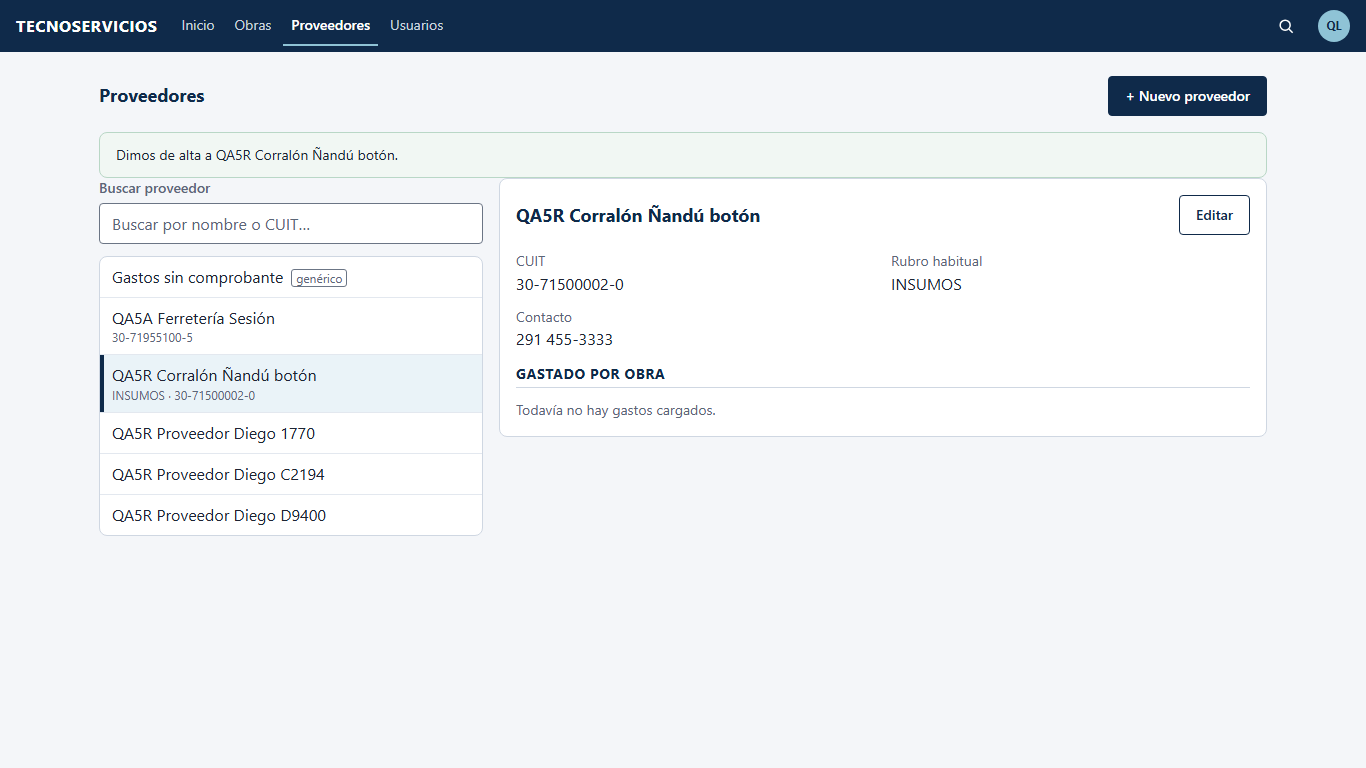 TECNOSERVICIOS Inicio Obras Proveedores Usuarios QL
Proveedores
+ Nuevo proveedor
Dimos de alta a QA5R Corralón Ñandú botón.
Buscar proveedor
Buscar por nombre o CUIT...
Gastos sin comprobante genérico
QA5A Ferretería Sesión
30-71955100-5
QA5R Corralón Ñandú botón
INSUMOS · 30-71500002-0
QA5R Proveedor Diego 1770
QA5R Proveedor Diego C2194
QA5R Proveedor Diego D9400
QA5R Corralón Ñandú botón
Editar
CUIT
30-71500002-0
Rubro habitual
INSUMOS
Contacto
291 455-3333
GASTADO POR OBRA
Todavía no hay gastos cargados.